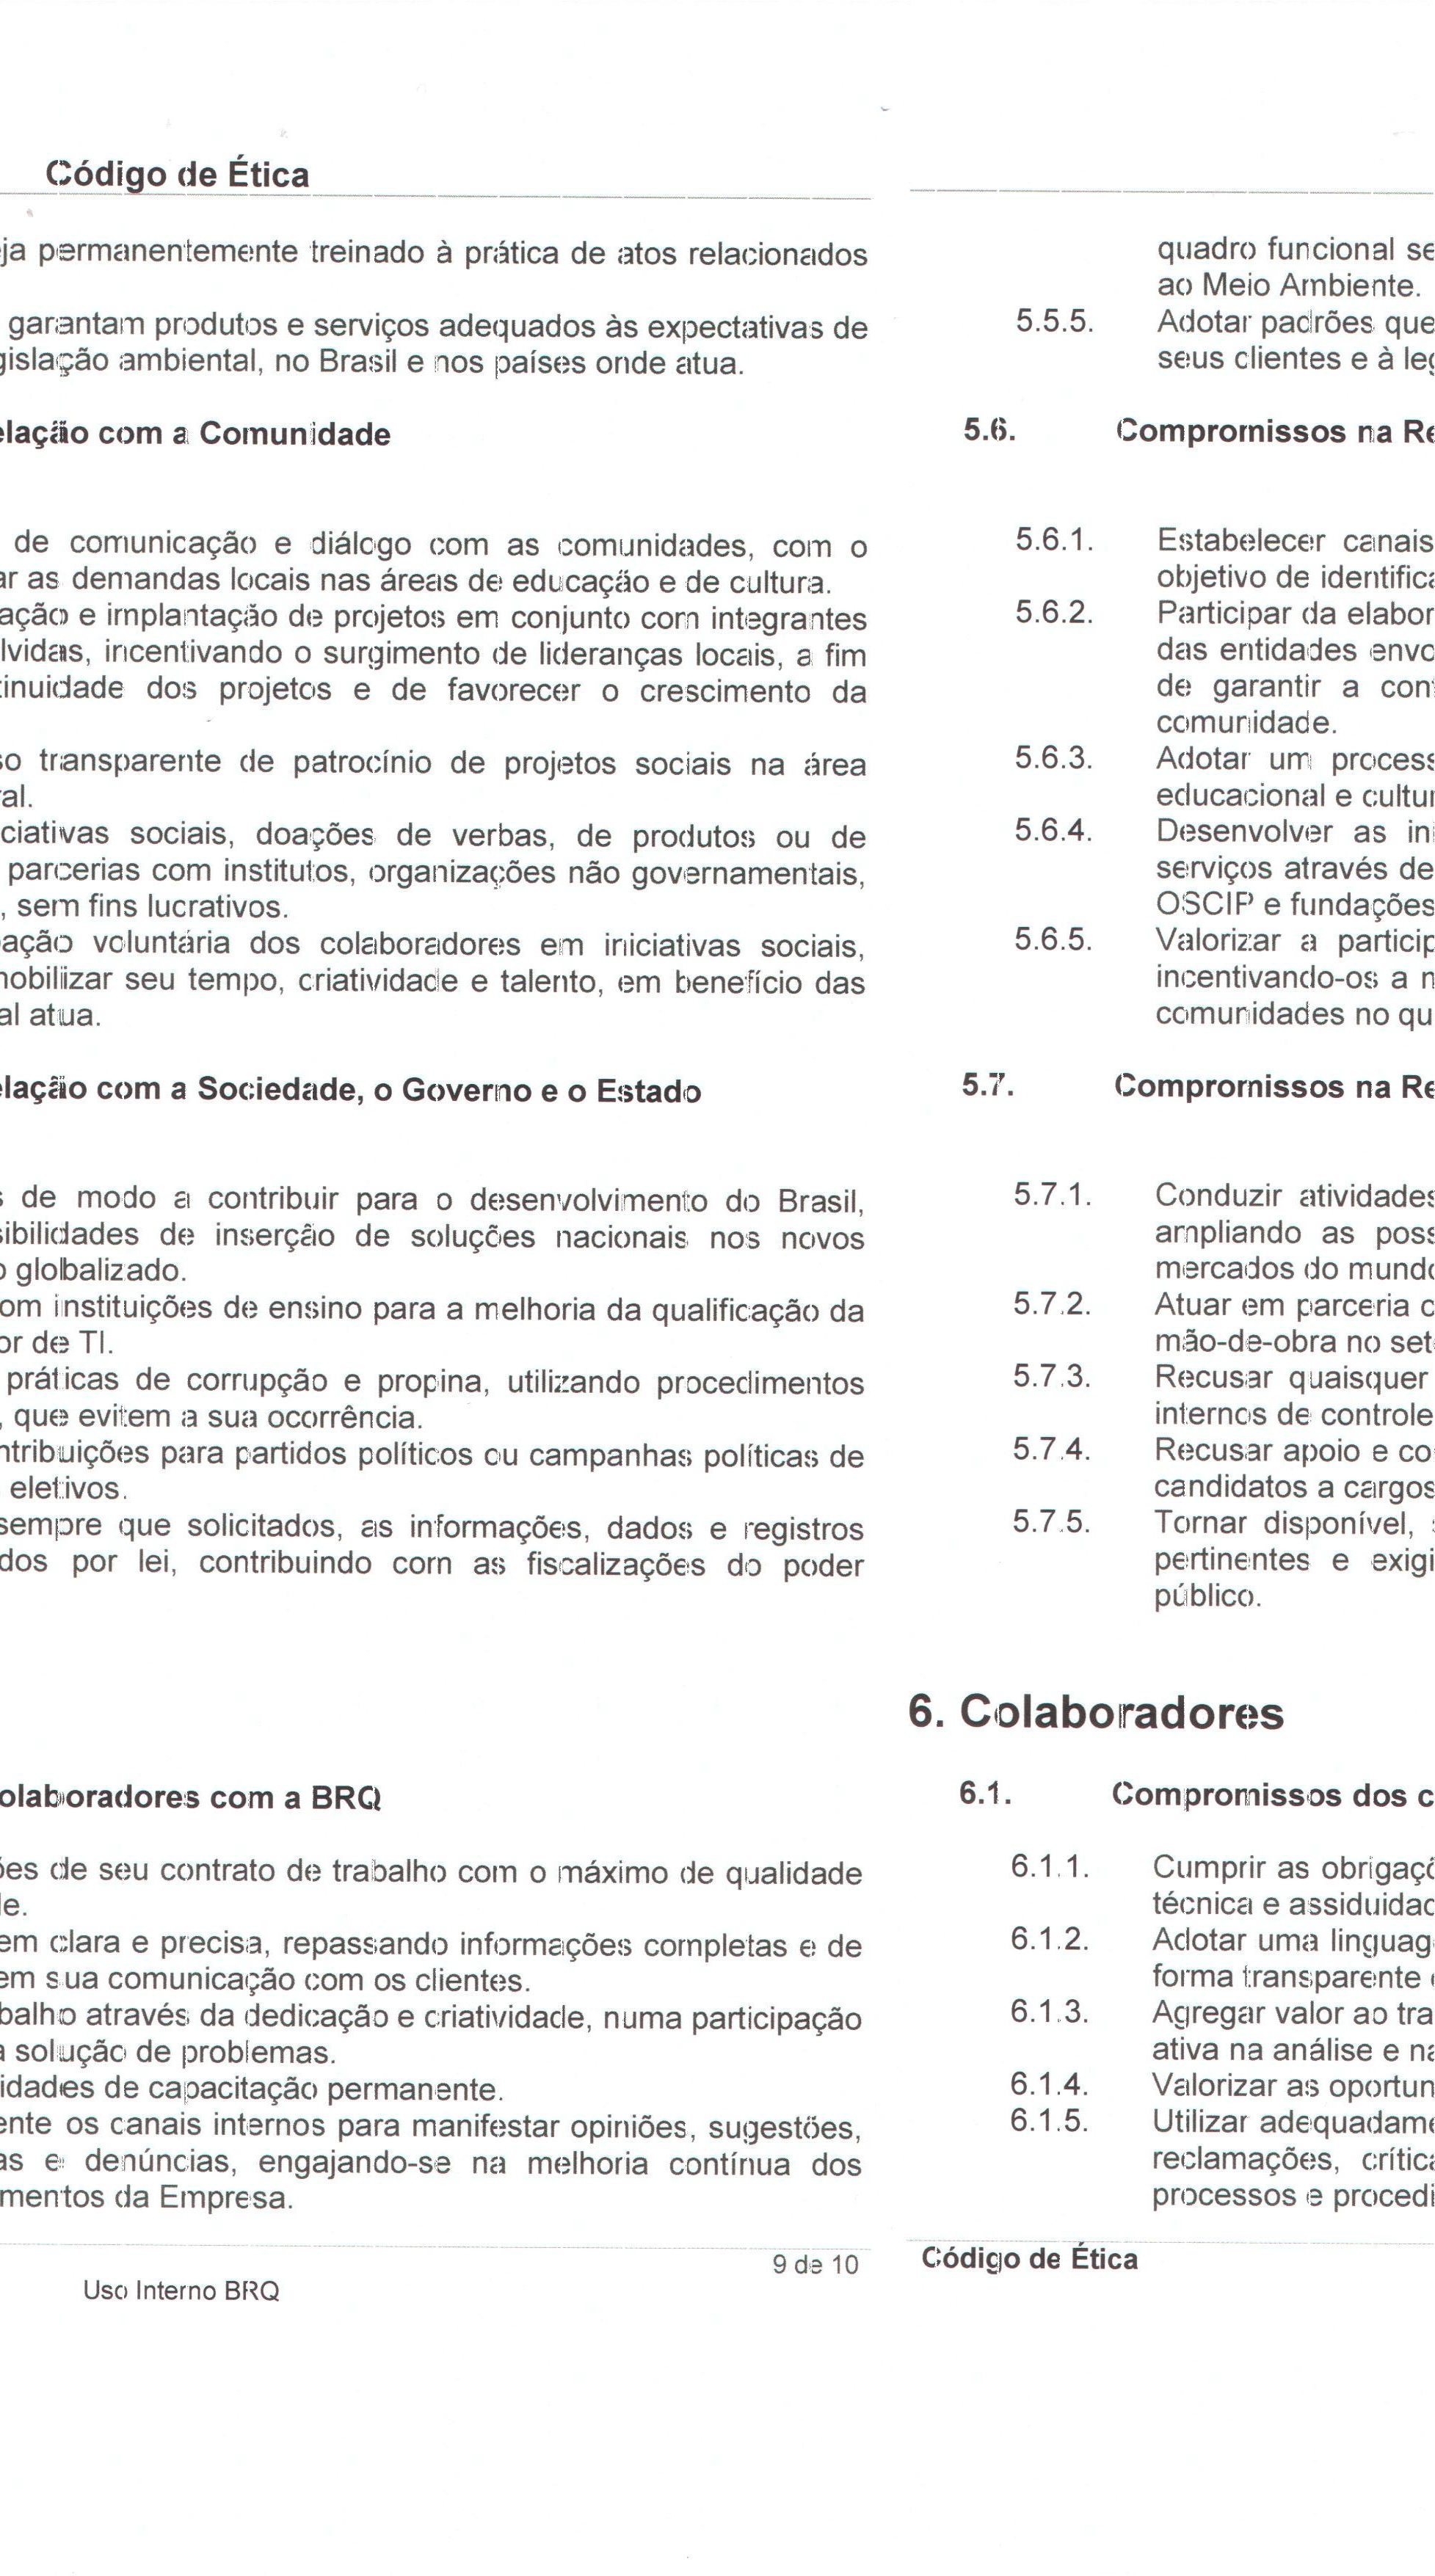 Código de Ética
ja permanentemente treinado à prática de atos relacionados
garantam produtos e serviços adequados às expectativas de
gislação ambiental, no Brasil e nos países onde atua.
elação com a Comunidade
de comunicação e diálogo com as comunidades, com o
ar as demandas locais nas áreas de educação e de cultura.
ação e implantação de projetos em conjunto com integrantes
lvidas, incentivando o surgimento de lideranças locais, a fim
tinuidade dos projetos e de favorecer o crescimento da
so transparente de patrocínio de projetos sociais na área
ral.
ciativas sociais, doações de verbas, de produtos ou de
parcerias com institutos, organizações não governamentais,
, sem fins lucrativos.
pação voluntária dos colaboradores em iniciativas sociais,
nobilizar seu tempo, criatividade e talento, em benefício das
al atua.
elação com a Sociedade, o Governo e o Estado
s de modo a contribuir para o desenvolvimento do Brasil,
sibilidades de inserção de soluções nacionais nos novos
o globalizado.
om instituições de ensino para a melhoria da qualificação da
or de TI.
práticas de corrupção e propina, utilizando procedimentos
, que evitem a sua ocorrência.
ntribuições para partidos políticos ou campanhas políticas de
eletivos.
sempre que solicitados, as informações, dados e registros
dos por lei, contribuindo com as fiscalizações do poder
olaboradores com a BRQ
ões de seu contrato de trabalho com o máximo de qualidade
de.
em clara e precisa, repassando informações completas e de
em sua comunicação com os clientes.
balho através da dedicação e criatividade, numa participação
a solução de problemas.
idades de capacitação permanente.
ente os canais internos para manifestar opiniões, sugestões,
as e denúncias, engajando-se na melhoria contínua dos
mentos da Empresa.
9 de 10
Uso Interno BRQ
quadro funcional se
ao Meio Ambiente.
5.5.5. Adotar padrões que
seus clientes e à leg
5.6. Compromissos na Re
5.6.1. Estabelecer canais
objetivo de identifica
5.6.2. Participar da elabor
das entidades envo
de garantir a cont
comunidade.
5.6.3. Adotar um process
educacional e cultur
5.6.4. Desenvolver as ini
serviços através de
OSCIP e fundações
5.6.5. Valorizar a particip
incentivando-os a m
comunidades no qu
5.7. Compromissos na Re
5.7.1. Conduzir atividades
ampliando as poss
mercados do mundo
5.7.2. Atuar em parceria c
mão-de-obra no set
5.7.3. Recusar quaisquer
internos de controle
5.7.4. Recusar apoio e co
candidatos a cargos
5.7.5. Tornar disponível, s
pertinentes e exigi
público.
6. Colaboradores
6.1. Compromissos dos c
6.1.1. Cumprir as obrigaçõ
técnica e assiduidad
6.1.2. Adotar uma linguag
forma transparente e
6.1.3. Agregar valor ao tra
ativa na análise e na
6.1.4. Valorizar as oportun
6.1.5. Utilizar adequadame
reclamações, crítica
processos e procedi
Código de Ética